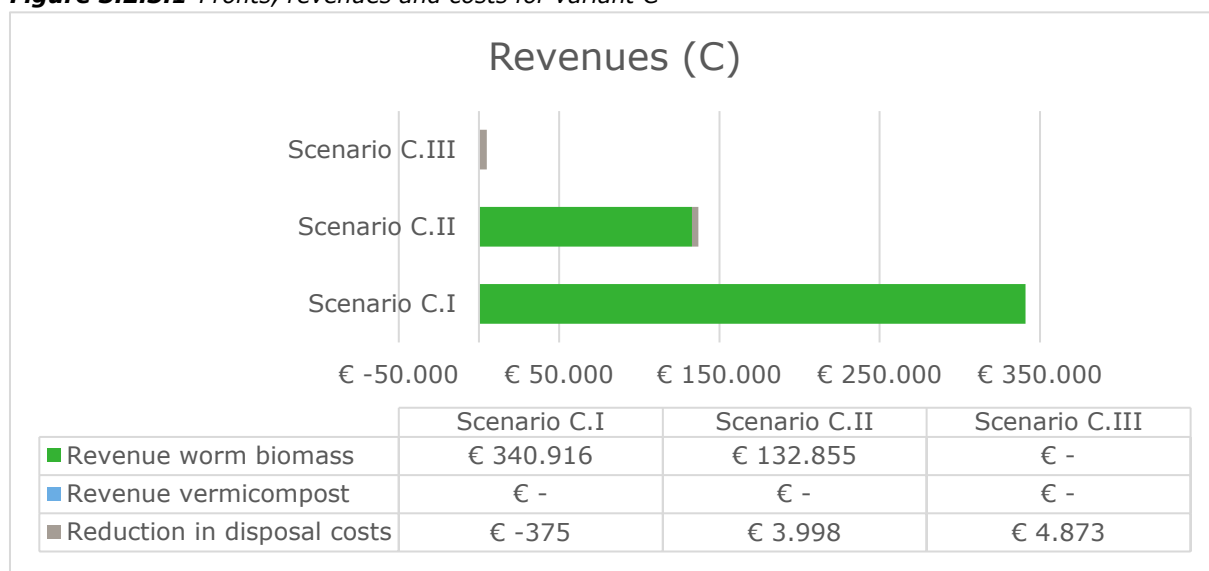 Revenues (C)
Scenario C.III
Scenario C.II
Scenario C.I
€ -50.000 € 50.000 € 150.000 € 250.000 € 350.000
Scenario C.I Scenario C.II Scenario C.III
Revenue worm biomass € 340.916 € 132.855 € -
Revenue vermicompost € - € - € -
Reduction in disposal costs € -375 € 3.998 € 4.873